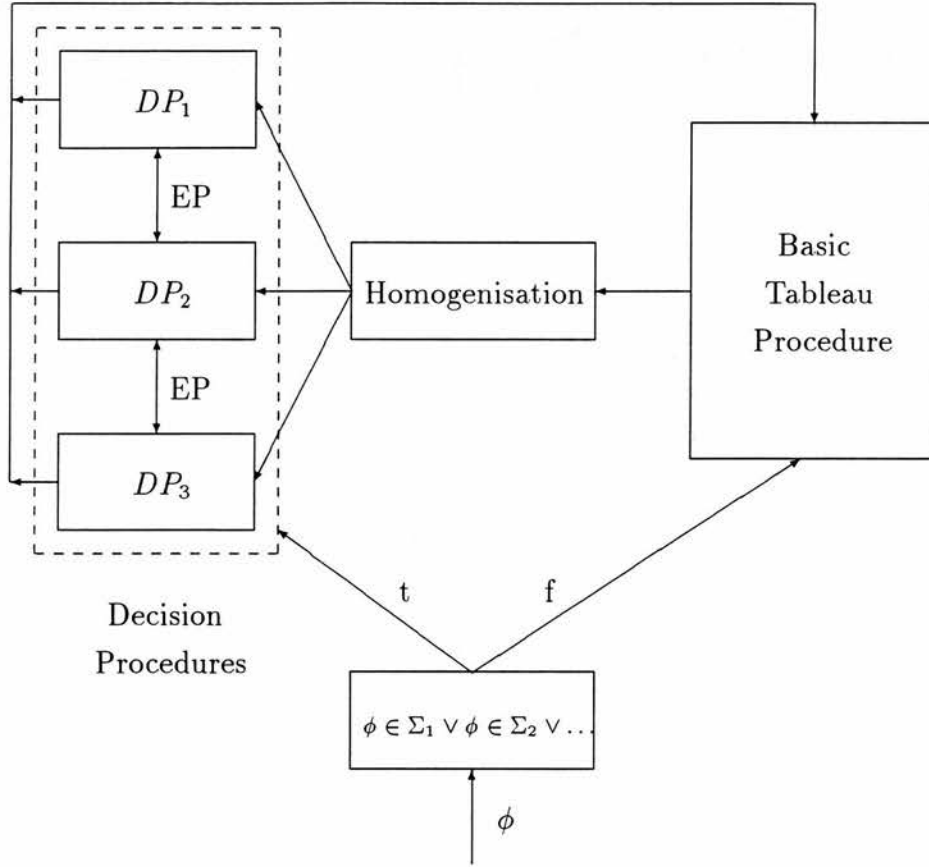 DP₁
EP
DP₂
EP
DP₃
Homogenisation
Basic
Tableau
Procedure
t
f
Decision
Procedures
ϕ ∈ Σ₁ ∨ ϕ ∈ Σ₂ ∨ …
ϕ